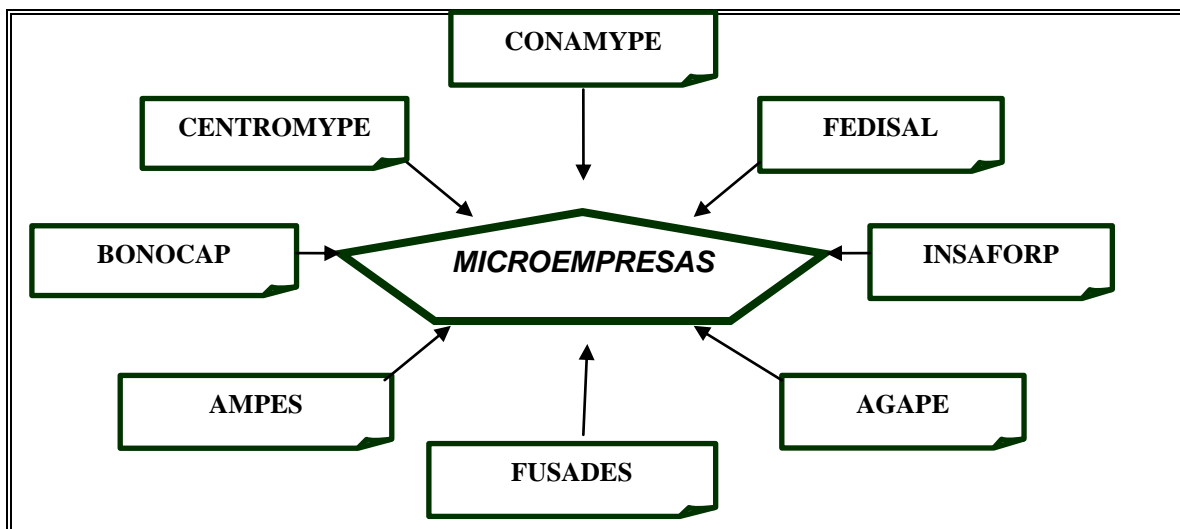 CONAMYPE
CENTROMYPE
FEDISAL
BONOCAP
MICROEMPRESAS
INSAFORP
AMPES
AGAPE
FUSADES